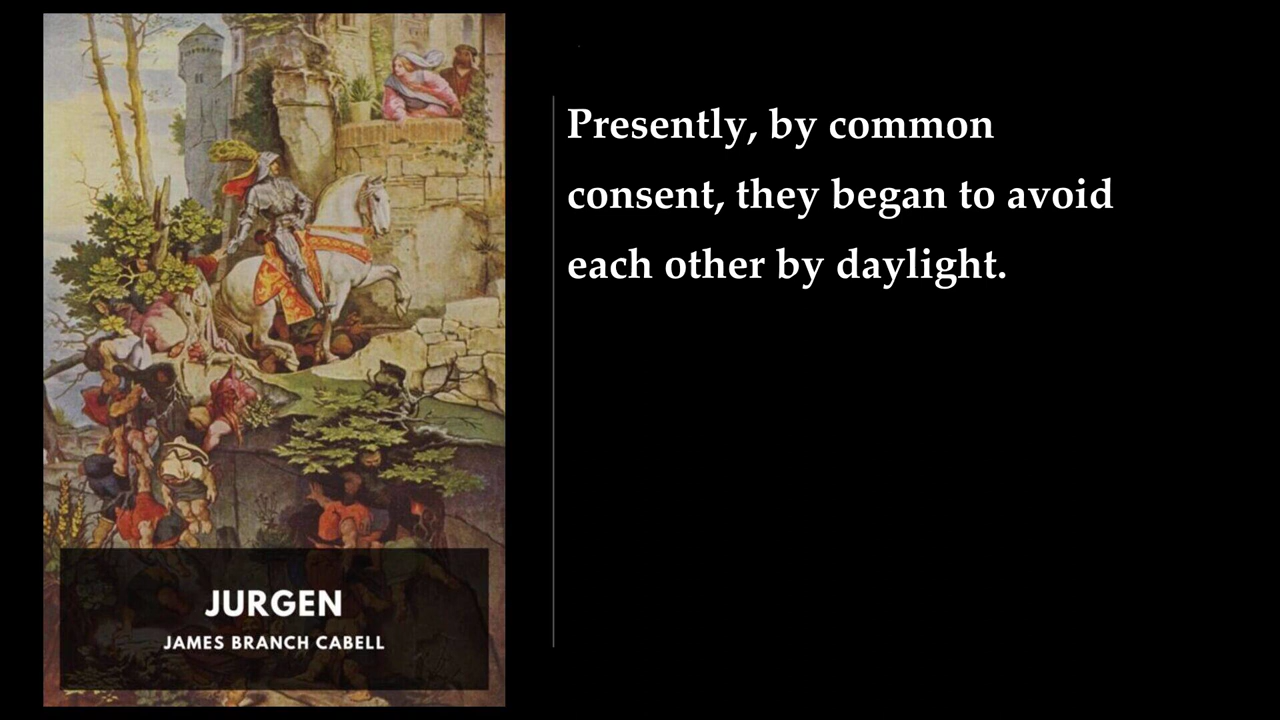 Presently, by common
consent, they began to avoid
each other by daylight.
JURGEN
JAMES BRANCH CABELL